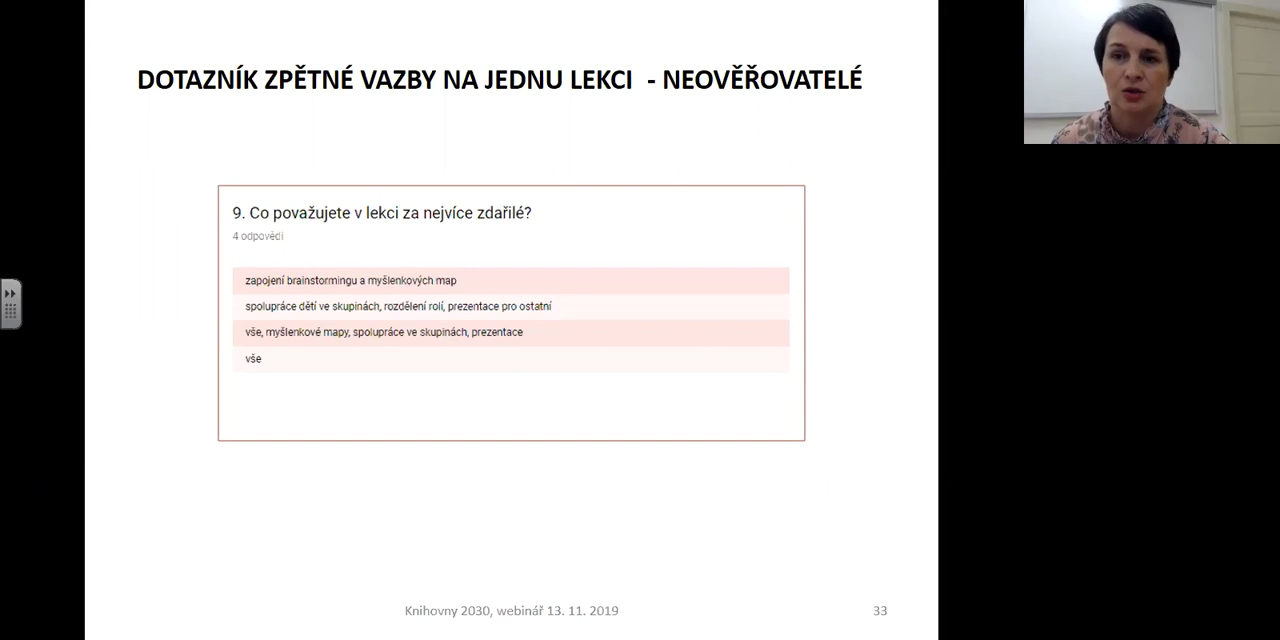 DOTAZNÍK ZPĚTNÉ VAZBY NA JEDNU LEKCI - NEOVĚŘOVATELÉ
9. Co považujete v lekci za nejvíce zdařilé?
4 odpovědi
zapojení brainstormingu a myšlenkových map
spolupráce dětí ve skupinách, rozdělení rolí, prezentace pro ostatní
vše, myšlenkové mapy, spolupráce ve skupinách, prezentace
vše
Knihovny 2030, webinář 13. 11. 2019
33